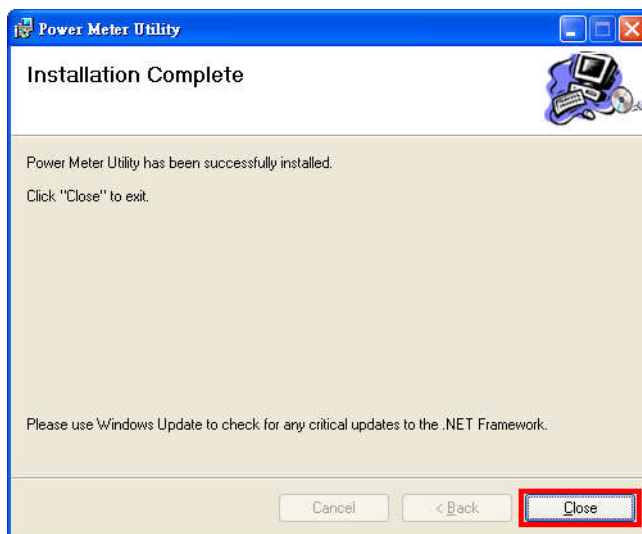 Power Meter Utility
Installation Complete
Power Meter Utility has been successfully installed.
Click "Close" to exit.
Please use Windows Update to check for any critical updates to the .NET Framework.
Cancel
< Back
Close